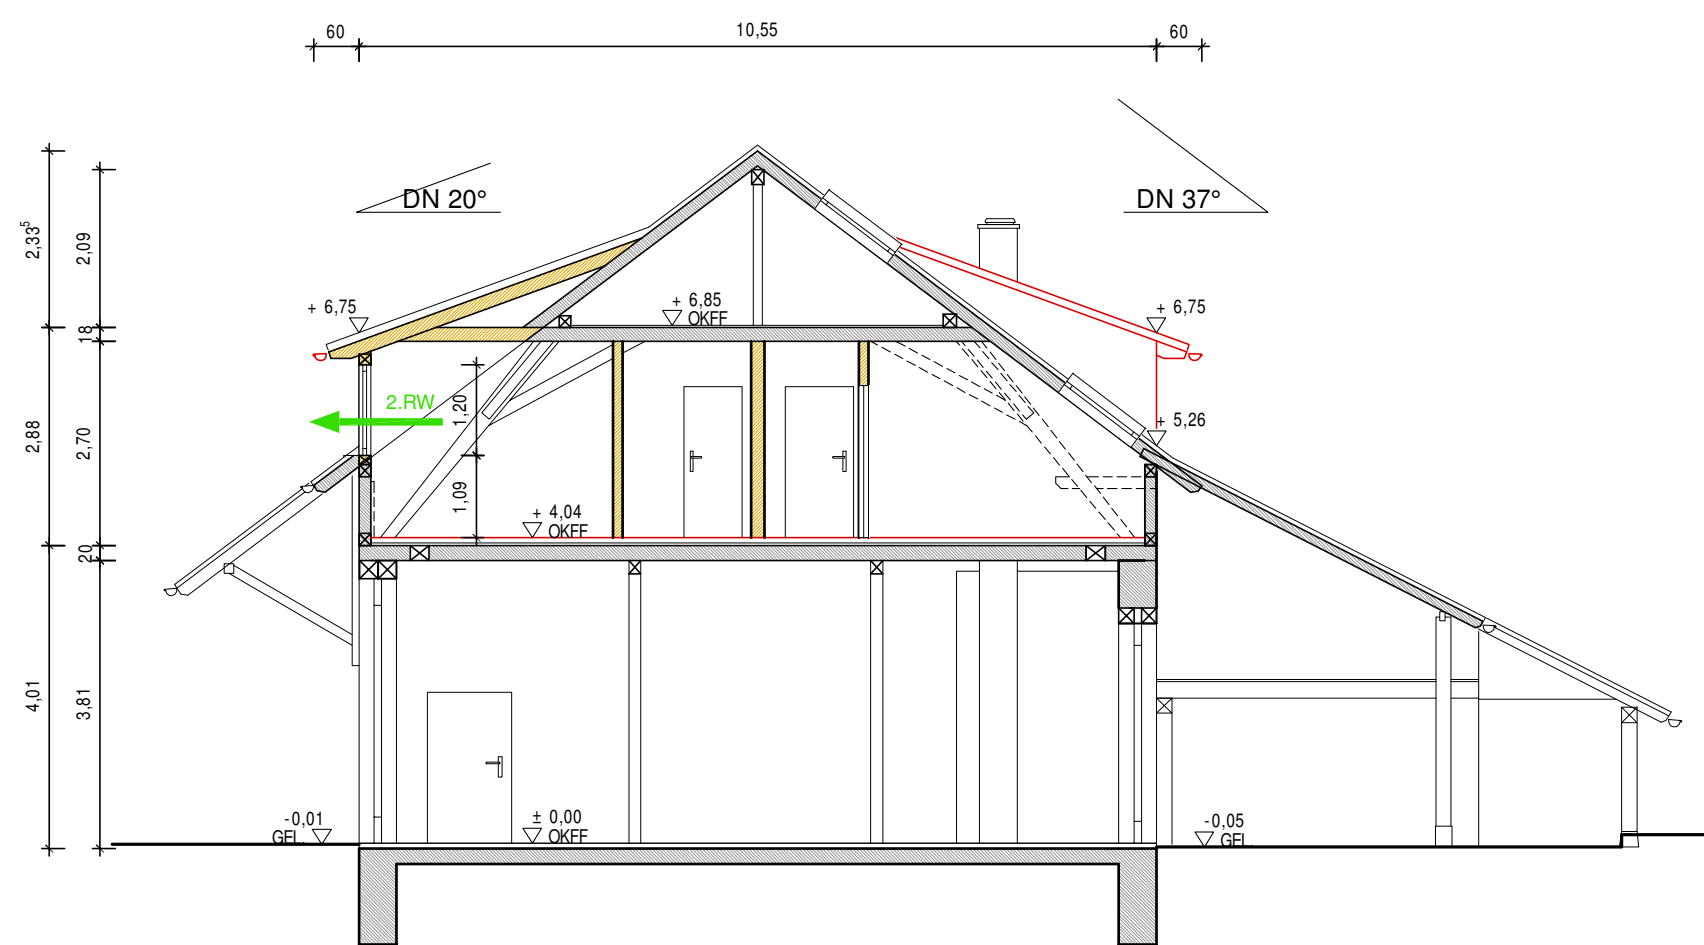 60
10,55
60
DN 20°
DN 37°
2,33⁵
2,09
+ 6,75
+ 6,85
OKFF
+ 6,75
18
2.RW
1,20
+ 5,26
2,88
2,70
1,09
+ 4,04
OKFF
20
4,01
3,81
-0,01
GEL.
± 0,00
OKFF
-0,05
GEL.